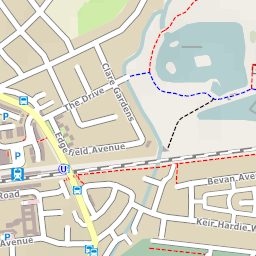 Clare Gardens
The Drive
Edgefield Avenue
P
P
U
Road
Bevan Ave
Keir Hardie W
Avenue